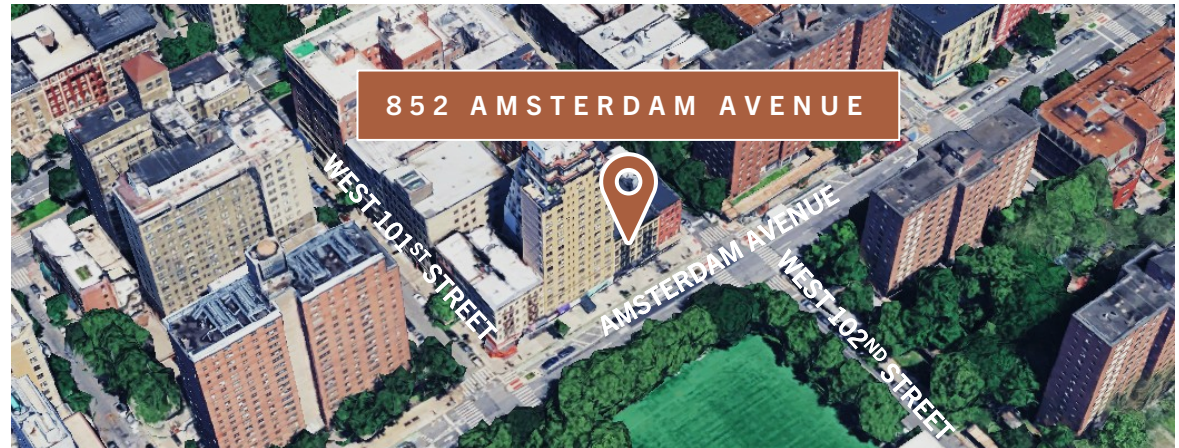 852 AMSTERDAM AVENUE
WEST 101ST STREET
AMSTERDAM AVENUE
WEST 102ND STREET